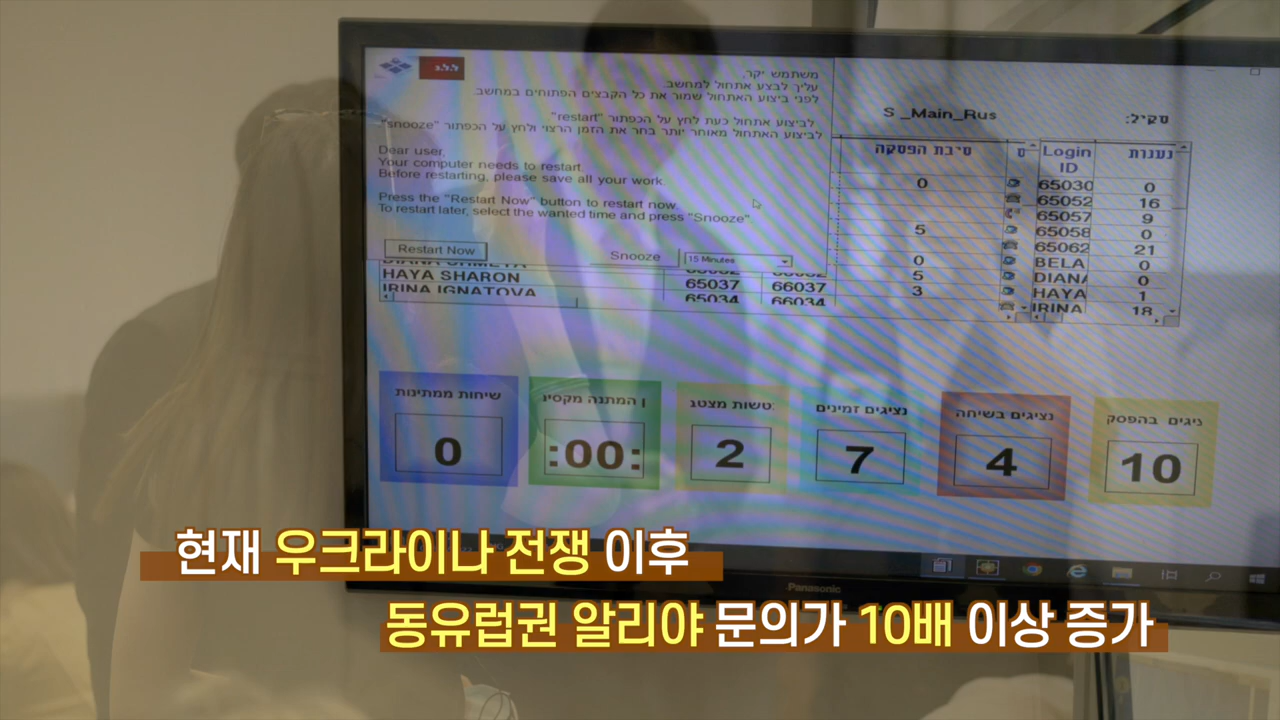 ל.ל.ג
משתמש יקר,
עליך לבצע אתחול למחשב.
לפני ביצוע האתחול שמור את כל הקבצים הפתוחים במחשב.
לביצוע אתחול כעת לחץ על הכפתור "restart".
לביצוע האתחול מאוחר יותר בחר את הזמן הרצוי ולחץ על הכפתור "snooze".
Dear user,
Your computer needs to restart.
Before restarting, please save all your work.
Press the "Restart Now" button to restart now.
To restart later, select the wanted time and press "Snooze".
Restart Now
Snooze
15 Minutes
HAYA SHARON 65037 66037
IRINA IGNATOVA 65034 66034
S _Main_Rus
סקיל:
סיבת הפסקה
0
5
0
5
3
Login ID נענות
65030 0
65052 16
65057 9
65058 0
65062 21
BELA 0
DIANA 0
HAYA 1
IRINA 18
שיחות ממתינות
0
ן המתנה מקסי
:00:
טשות מצטב
2
נציגים זמינים
7
נציגים בשיחה
4
ניגים בהפסק
10
Panasonic
현재 우크라이나 전쟁 이후
동유럽권 알리야 문의가 10배 이상 증가